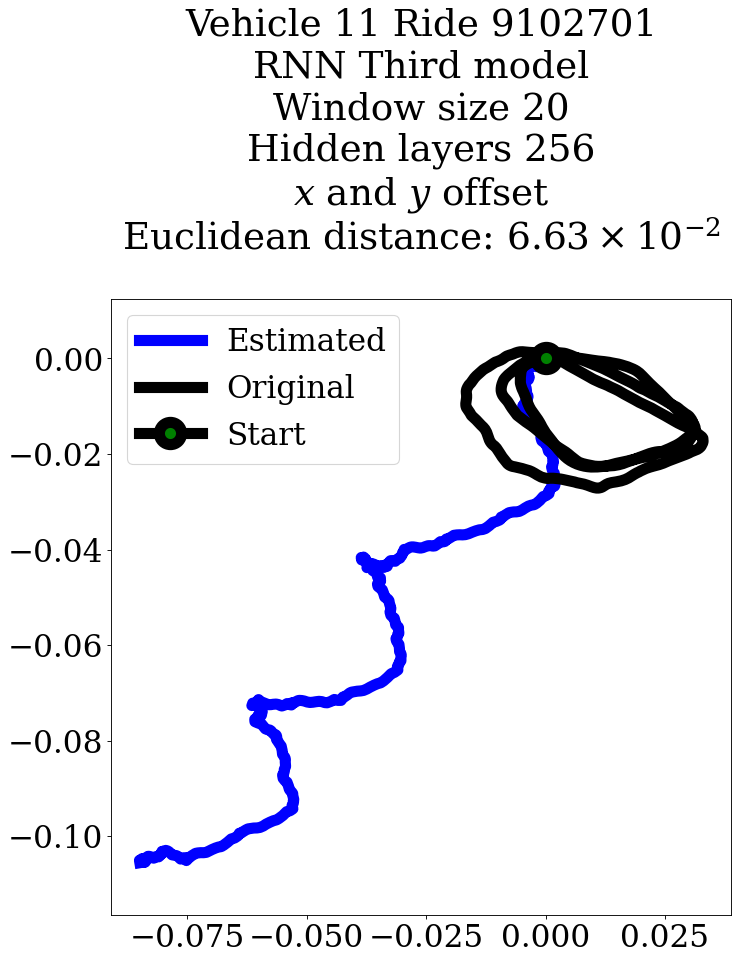 Vehicle 11 Ride 9102701
RNN Third model
Window size 20
Hidden layers 256
x and y offset
Euclidean distance: 6.63 × 10⁻²
Estimated
Original
Start
0.00
−0.02
−0.04
−0.06
−0.08
−0.10
−0.075 −0.050 −0.025 0.000 0.025